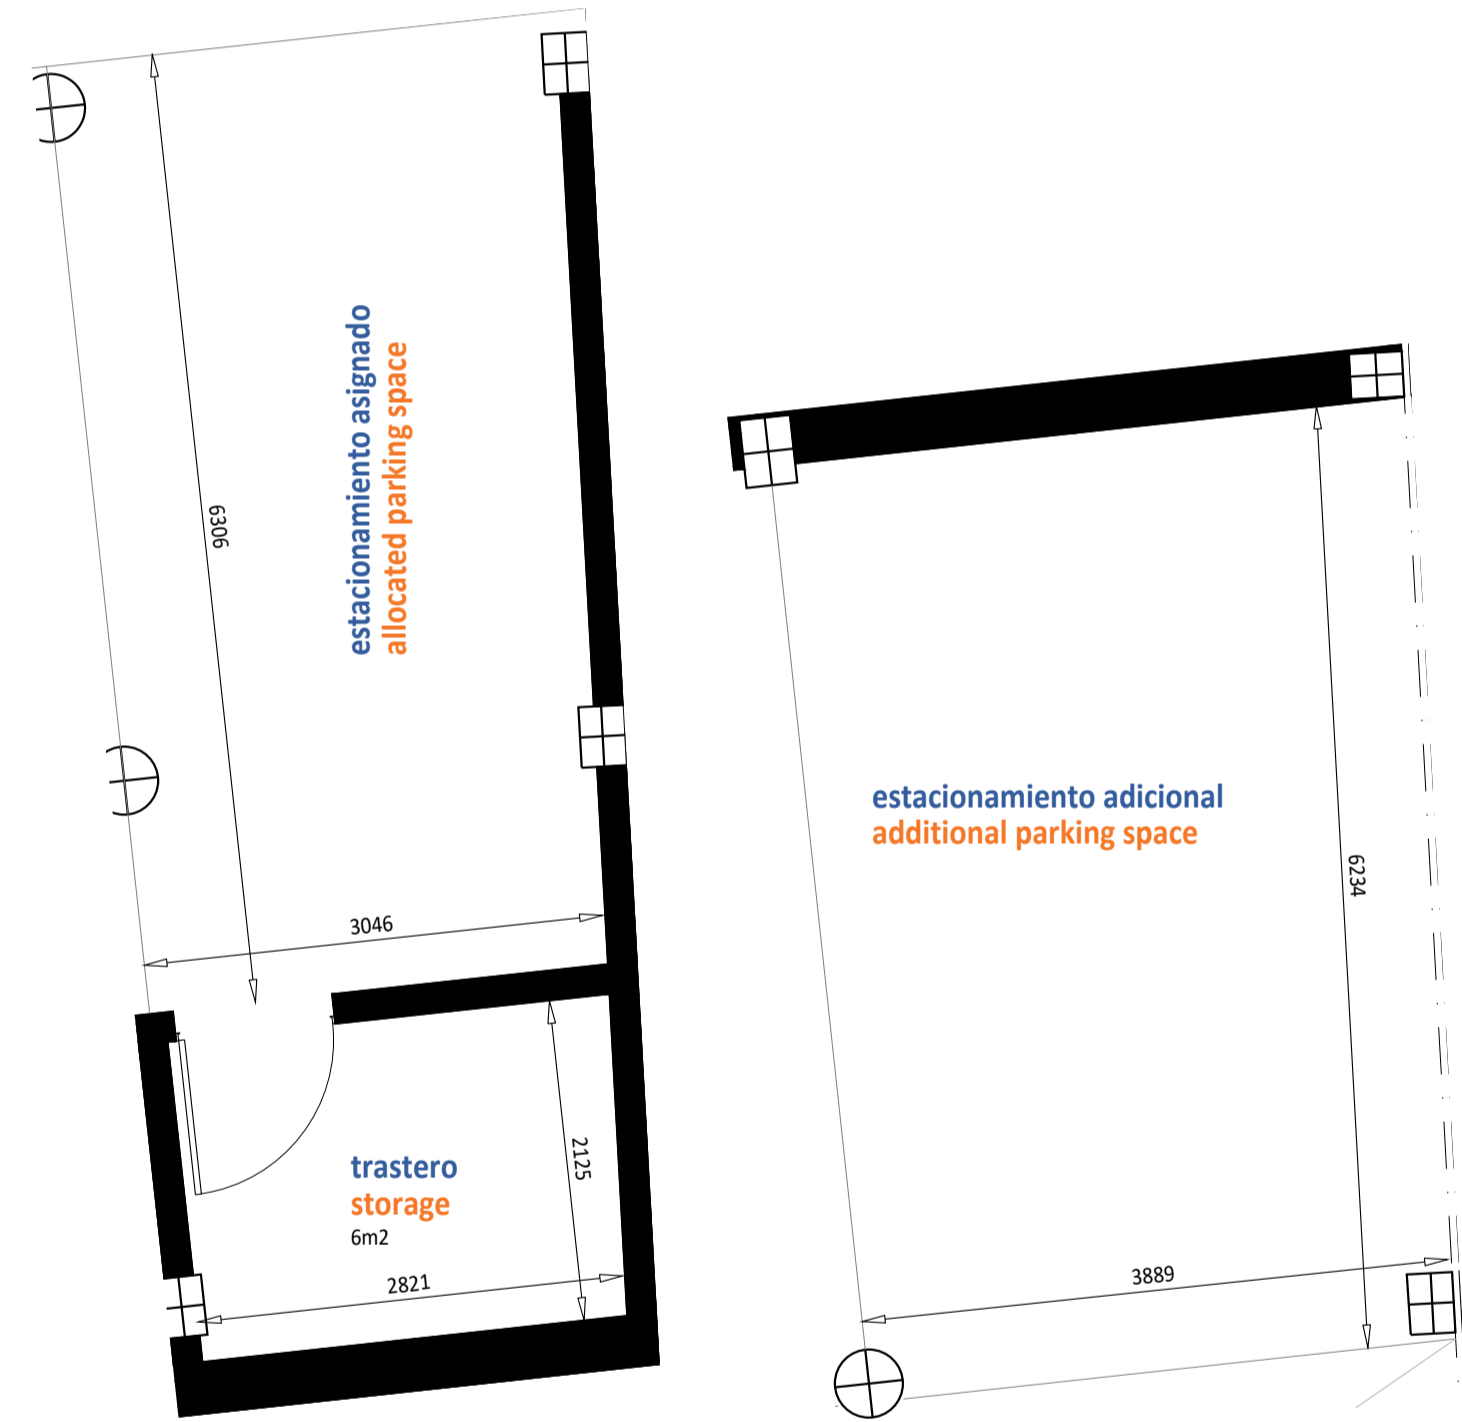 estacionamiento asignado
allocated parking space
6306
3046
trastero
storage
6m2
2125
2821
estacionamiento adicional
additional parking space
6234
3889